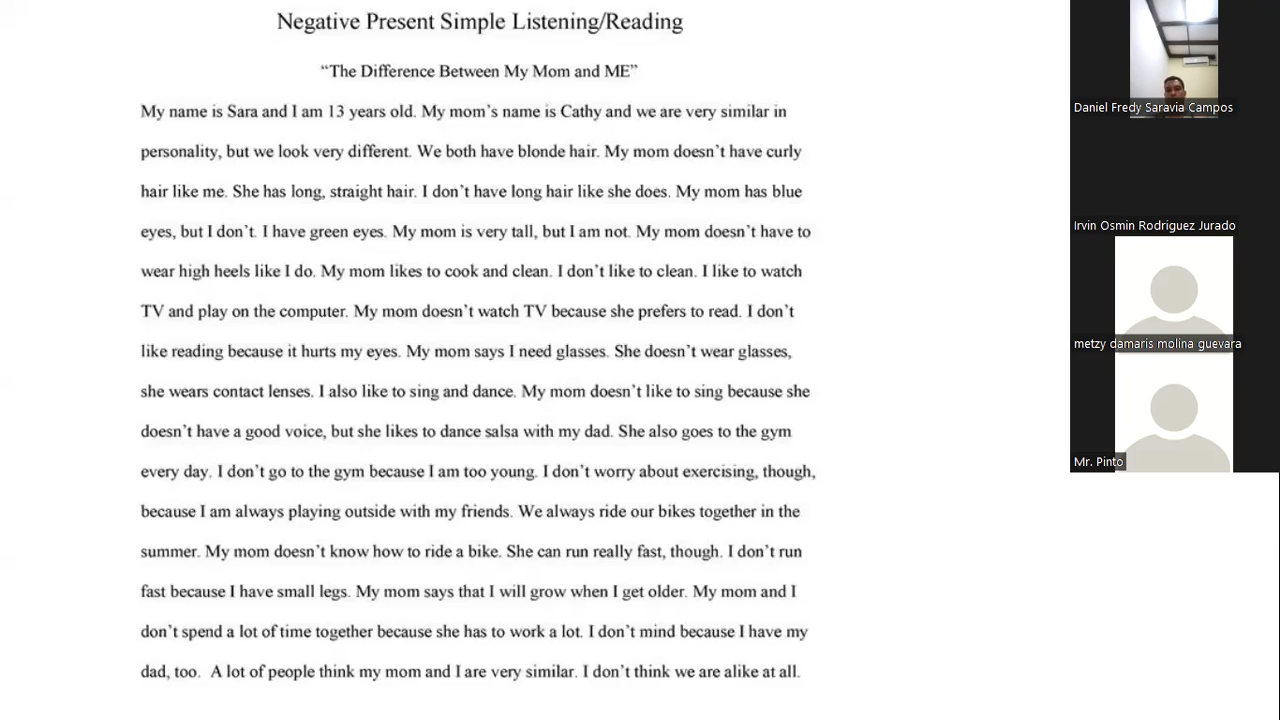 Negative Present Simple Listening/Reading
“The Difference Between My Mom and ME”
My name is Sara and I am 13 years old. My mom’s name is Cathy and we are very similar in
personality, but we look very different. We both have blonde hair. My mom doesn’t have curly
hair like me. She has long, straight hair. I don’t have long hair like she does. My mom has blue
eyes, but I don’t. I have green eyes. My mom is very tall, but I am not. My mom doesn’t have to
wear high heels like I do. My mom likes to cook and clean. I don’t like to clean. I like to watch
TV and play on the computer. My mom doesn’t watch TV because she prefers to read. I don’t
like reading because it hurts my eyes. My mom says I need glasses. She doesn’t wear glasses,
she wears contact lenses. I also like to sing and dance. My mom doesn’t like to sing because she
doesn’t have a good voice, but she likes to dance salsa with my dad. She also goes to the gym
every day. I don’t go to the gym because I am too young. I don’t worry about exercising, though,
because I am always playing outside with my friends. We always ride our bikes together in the
summer. My mom doesn’t know how to ride a bike. She can run really fast, though. I don’t run
fast because I have small legs. My mom says that I will grow when I get older. My mom and I
don’t spend a lot of time together because she has to work a lot. I don’t mind because I have my
dad, too. A lot of people think my mom and I are very similar. I don’t think we are alike at all.
Daniel Fredy Saravia Campos
Irvin Osmin Rodriguez Jurado
metzy damaris molina guevara
Mr. Pinto